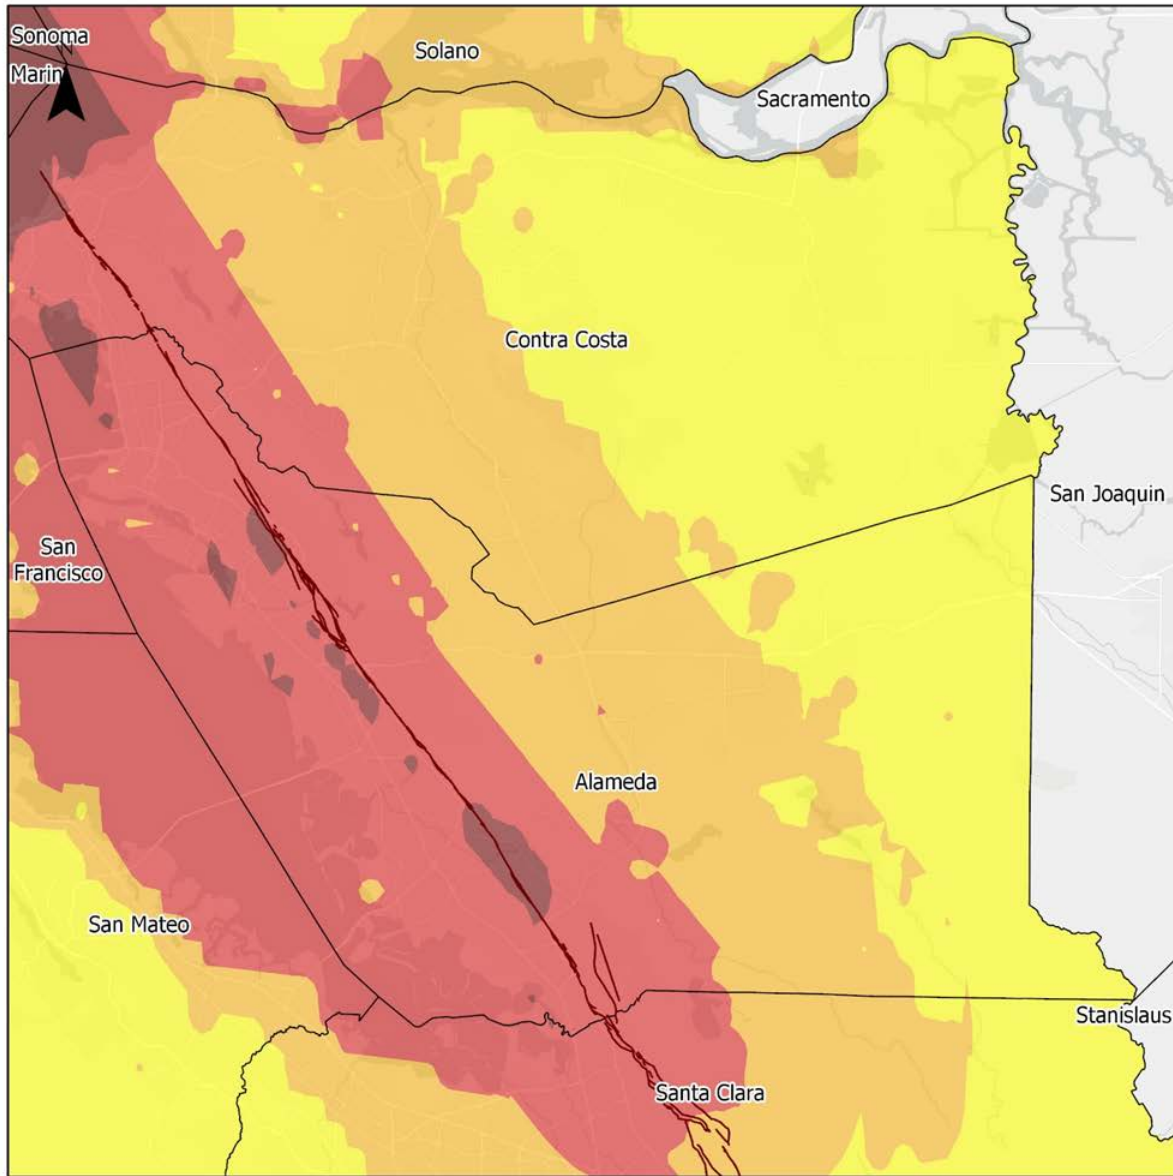 Sonoma
Marin
Solano
Sacramento
Contra Costa
San Joaquin
San
Francisco
Alameda
San Mateo
Stanislaus
Santa Clara